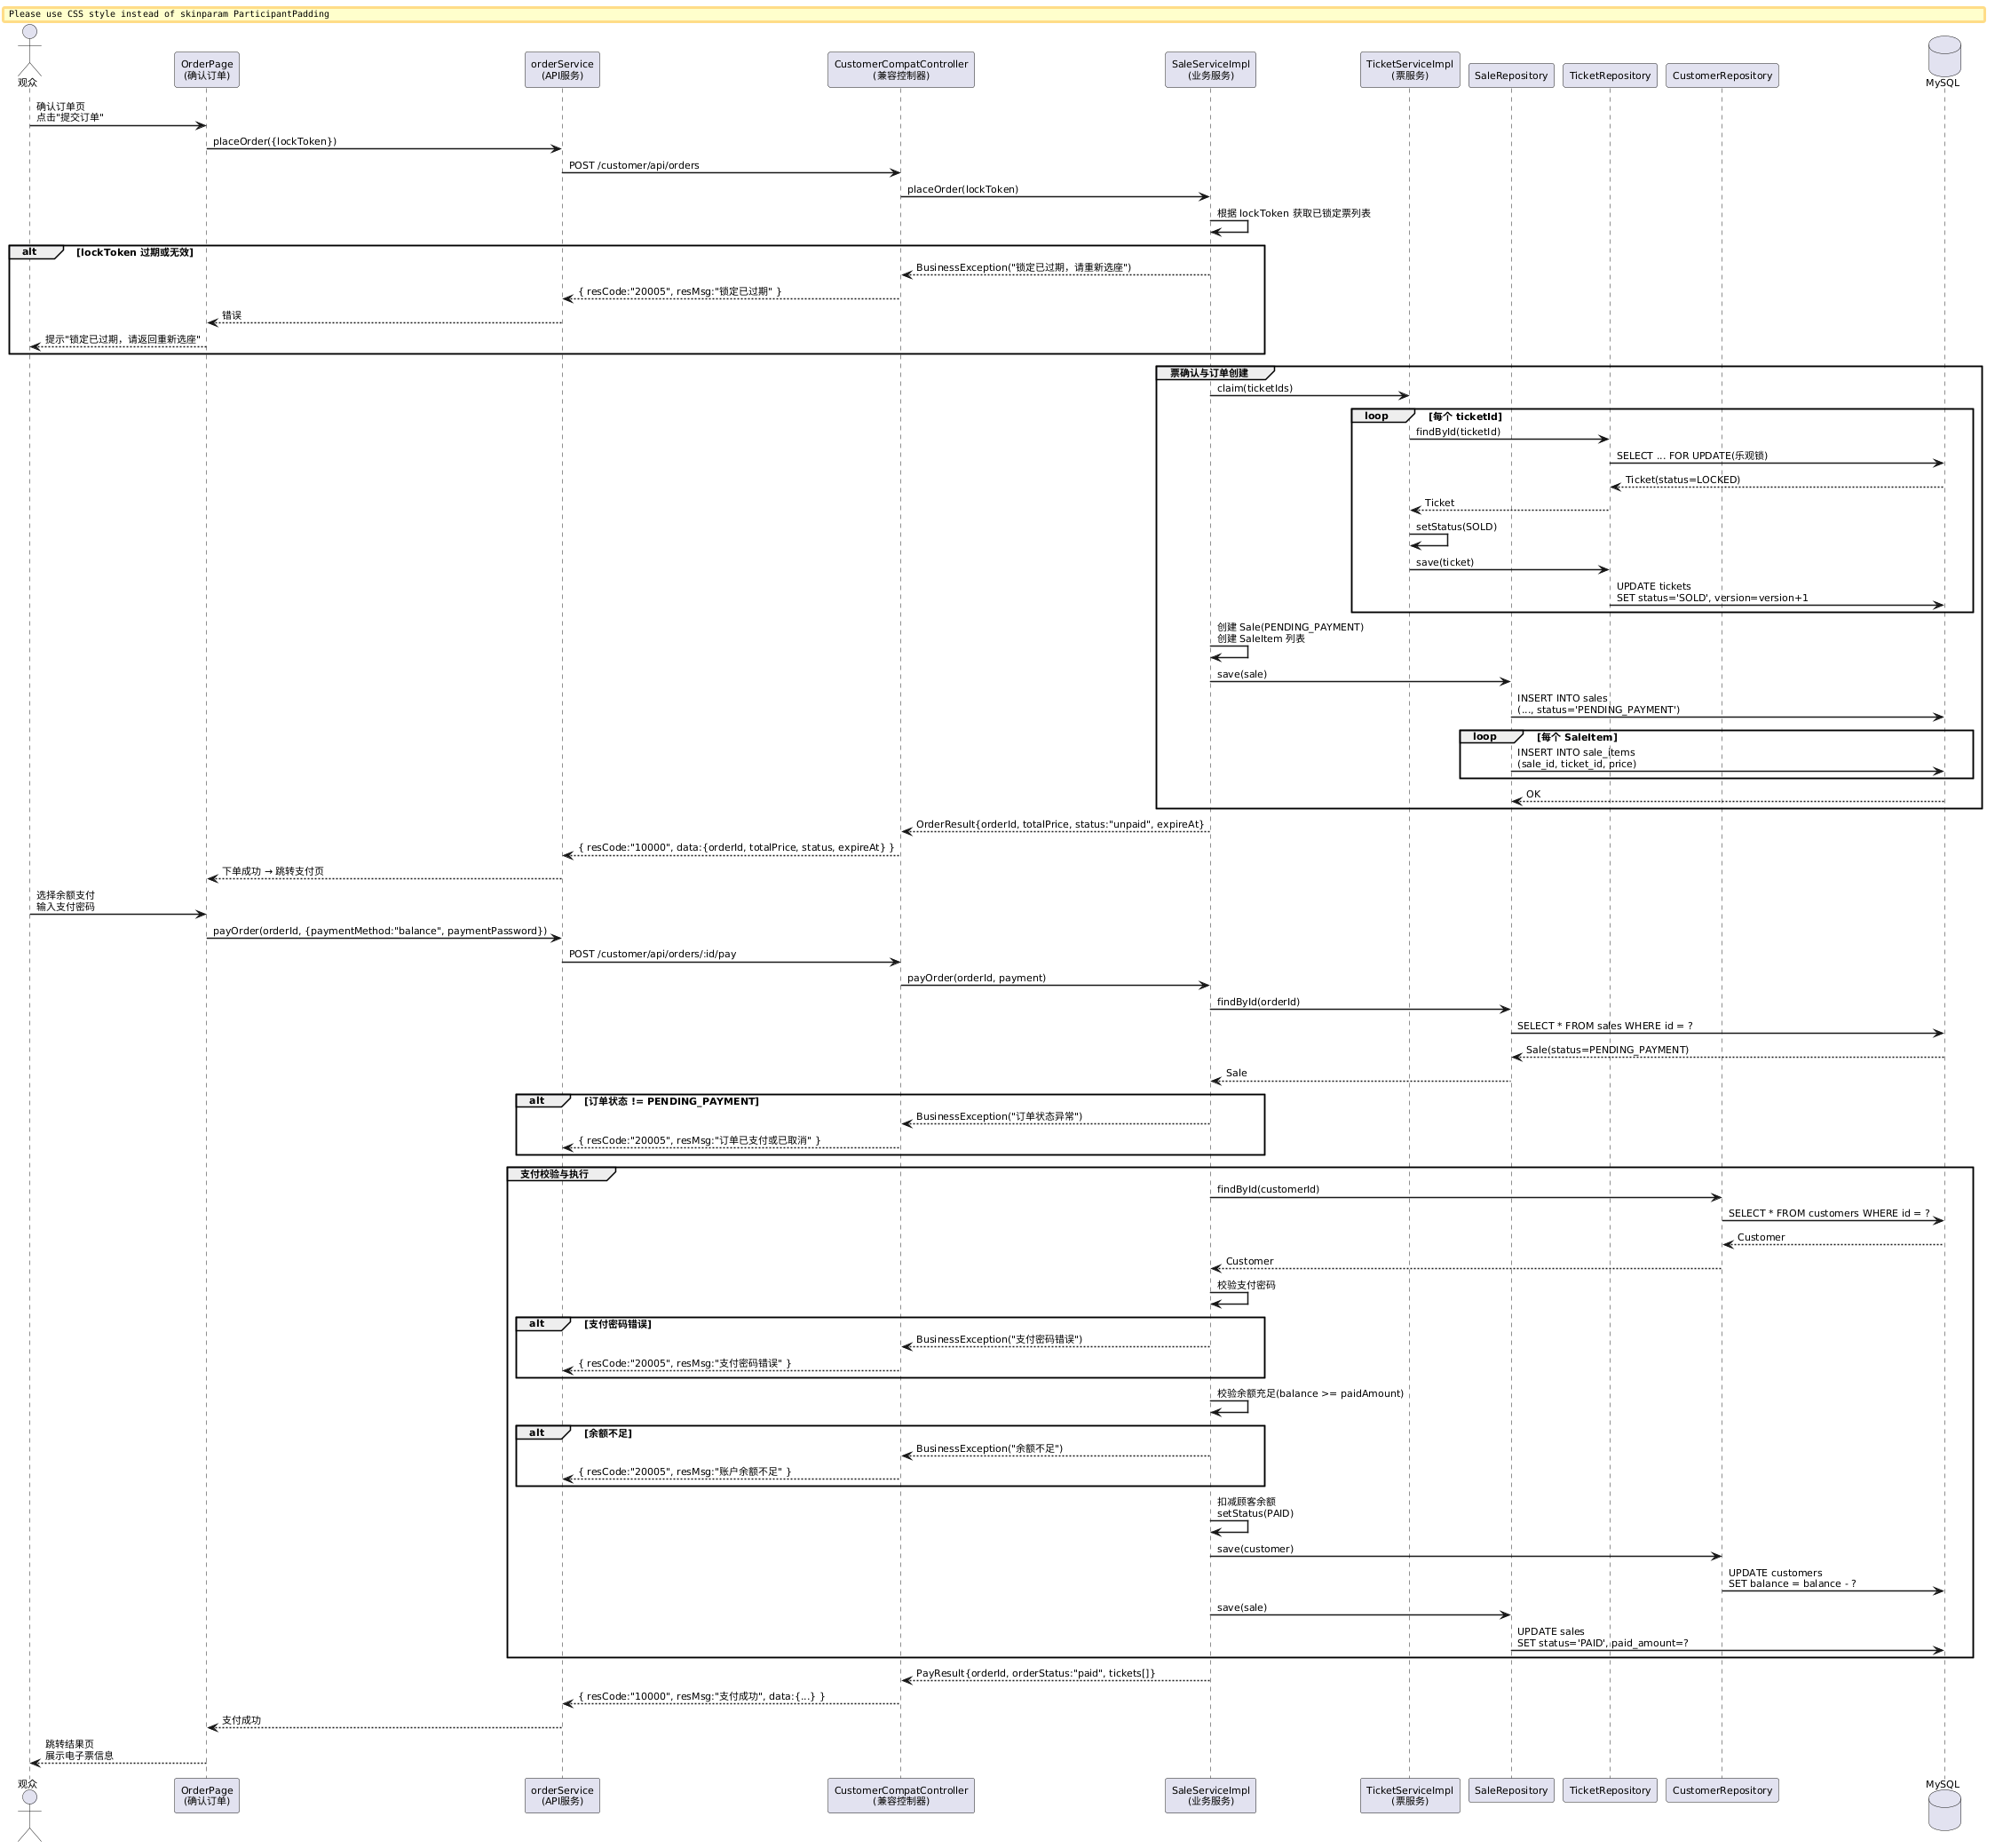 Please use CSS style instead of skinparam ParticipantPadding
观众
OrderPage
(确认订单)
orderService
(API服务)
CustomerCompatController
(兼容控制器)
SaleServiceImpl
(业务服务)
TicketServiceImpl
(票服务)
SaleRepository
TicketRepository
CustomerRepository
MySQL
确认订单页
点击"提交订单"
placeOrder({lockToken})
POST /customer/api/orders
placeOrder(lockToken)
根据 lockToken 获取已锁定票列表
alt [lockToken 过期或无效]
BusinessException("锁定已过期，请重新选座")
{ resCode:"20005", resMsg:"锁定已过期" }
错误
提示"锁定已过期，请返回重新选座"
票确认与订单创建
claim(ticketIds)
loop [每个 ticketId]
findById(ticketId)
SELECT ... FOR UPDATE(乐观锁)
Ticket(status=LOCKED)
Ticket
setStatus(SOLD)
save(ticket)
UPDATE tickets
SET status='SOLD', version=version+1
创建 Sale(PENDING_PAYMENT)
创建 SaleItem 列表
save(sale)
INSERT INTO sales
(..., status='PENDING_PAYMENT')
loop [每个 SaleItem]
INSERT INTO sale_items
(sale_id, ticket_id, price)
OK
OrderResult{orderId, totalPrice, status:"unpaid", expireAt}
{ resCode:"10000", data:{orderId, totalPrice, status, expireAt} }
下单成功 → 跳转支付页
选择余额支付
输入支付密码
payOrder(orderId, {paymentMethod:"balance", paymentPassword})
POST /customer/api/orders/:id/pay
payOrder(orderId, payment)
findById(orderId)
SELECT * FROM sales WHERE id = ?
Sale(status=PENDING_PAYMENT)
Sale
alt [订单状态 != PENDING_PAYMENT]
BusinessException("订单状态异常")
{ resCode:"20005", resMsg:"订单已支付或已取消" }
支付校验与执行
findById(customerId)
SELECT * FROM customers WHERE id = ?
Customer
Customer
校验支付密码
alt [支付密码错误]
BusinessException("支付密码错误")
{ resCode:"20005", resMsg:"支付密码错误" }
校验余额充足(balance >= paidAmount)
alt [余额不足]
BusinessException("余额不足")
{ resCode:"20005", resMsg:"账户余额不足" }
扣减顾客余额
setStatus(PAID)
save(customer)
UPDATE customers
SET balance = balance - ?
save(sale)
UPDATE sales
SET status='PAID', paid_amount=?
PayResult{orderId, orderStatus:"paid", tickets[]}
{ resCode:"10000", resMsg:"支付成功", data:{...} }
支付成功
跳转结果页
展示电子票信息
观众
OrderPage
(确认订单)
orderService
(API服务)
CustomerCompatController
(兼容控制器)
SaleServiceImpl
(业务服务)
TicketServiceImpl
(票服务)
SaleRepository
TicketRepository
CustomerRepository
MySQL